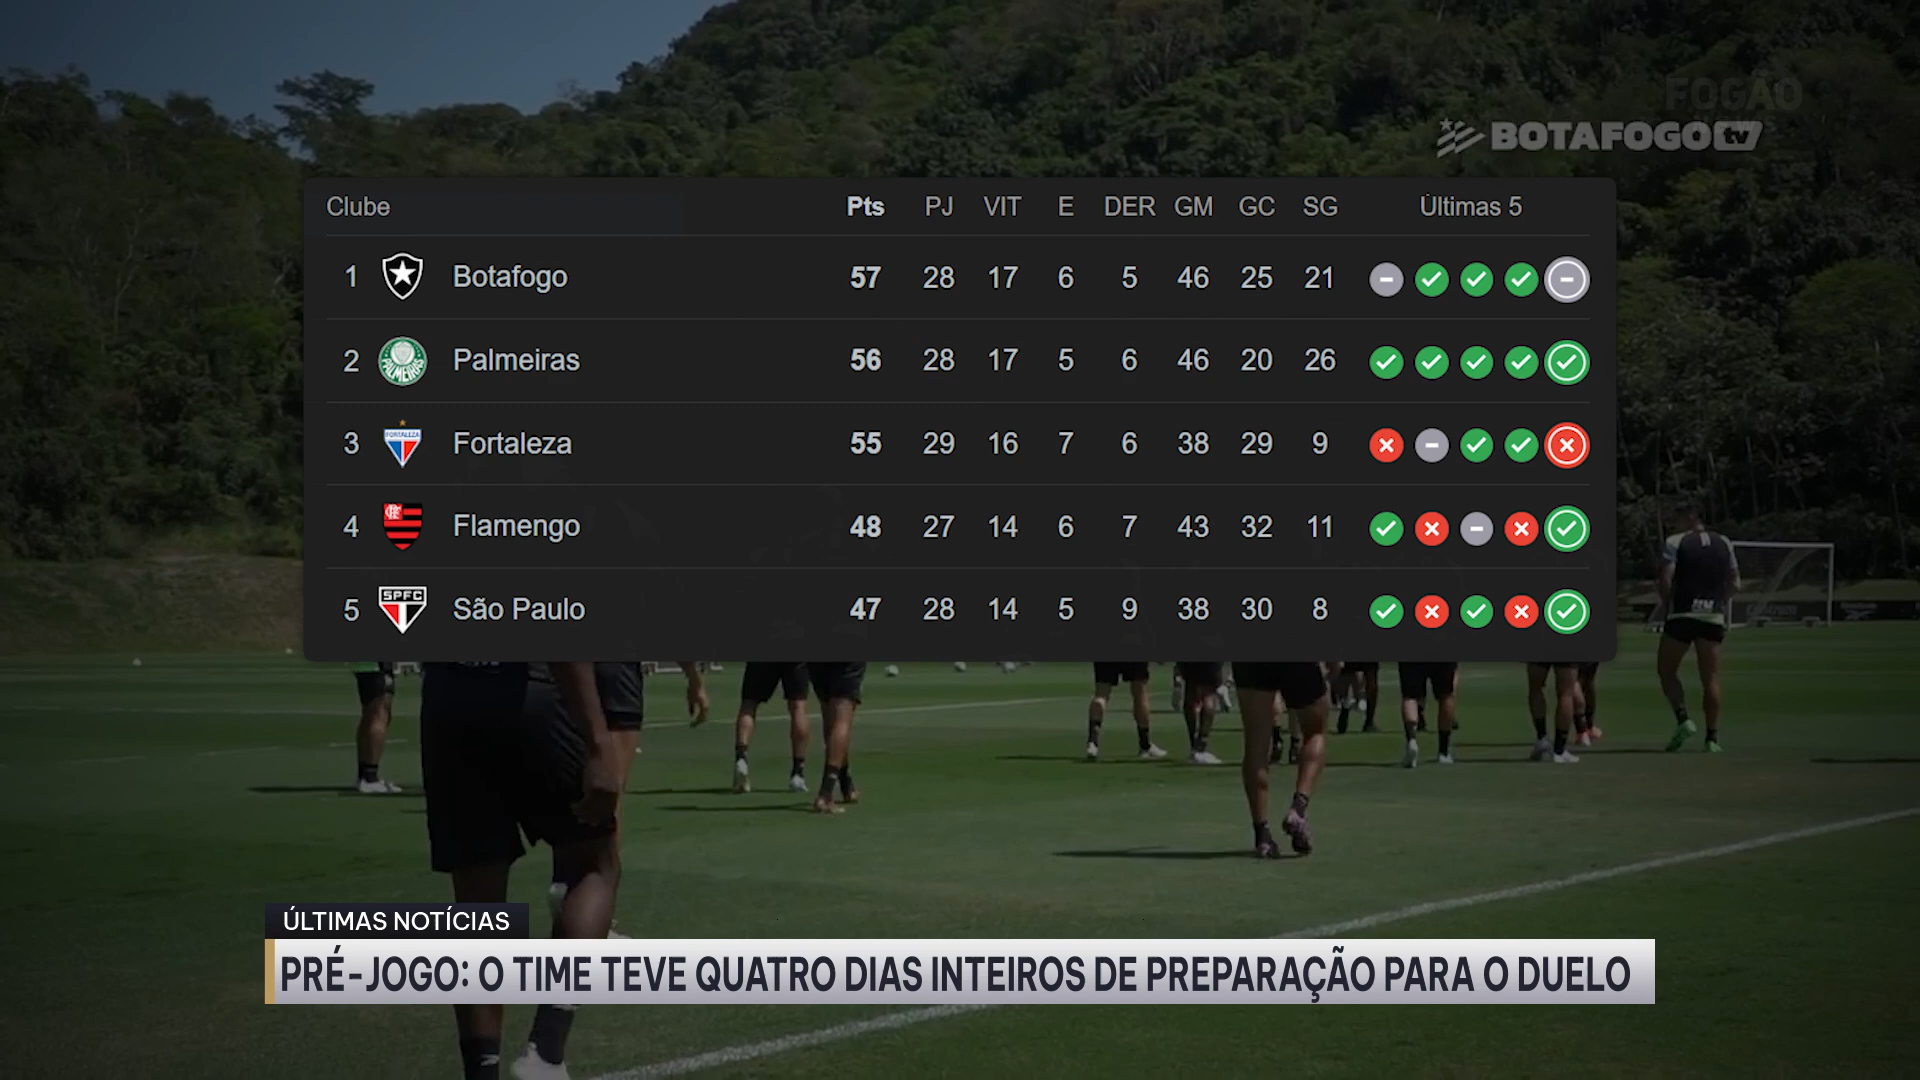 FOGÃO
BOTAFOGO tv
Clube Pts PJ VIT E DER GM GC SG Últimas 5
1 Botafogo 57 28 17 6 5 46 25 21
2 PALMEIRAS Palmeiras 56 28 17 5 6 46 20 26
3 FORTALEZA Fortaleza 55 29 16 7 6 38 29 9
4 Flamengo 48 27 14 6 7 43 32 11
5 SPFC São Paulo 47 28 14 5 9 38 30 8
ÚLTIMAS NOTÍCIAS
PRÉ-JOGO: O TIME TEVE QUATRO DIAS INTEIROS DE PREPARAÇÃO PARA O DUELO